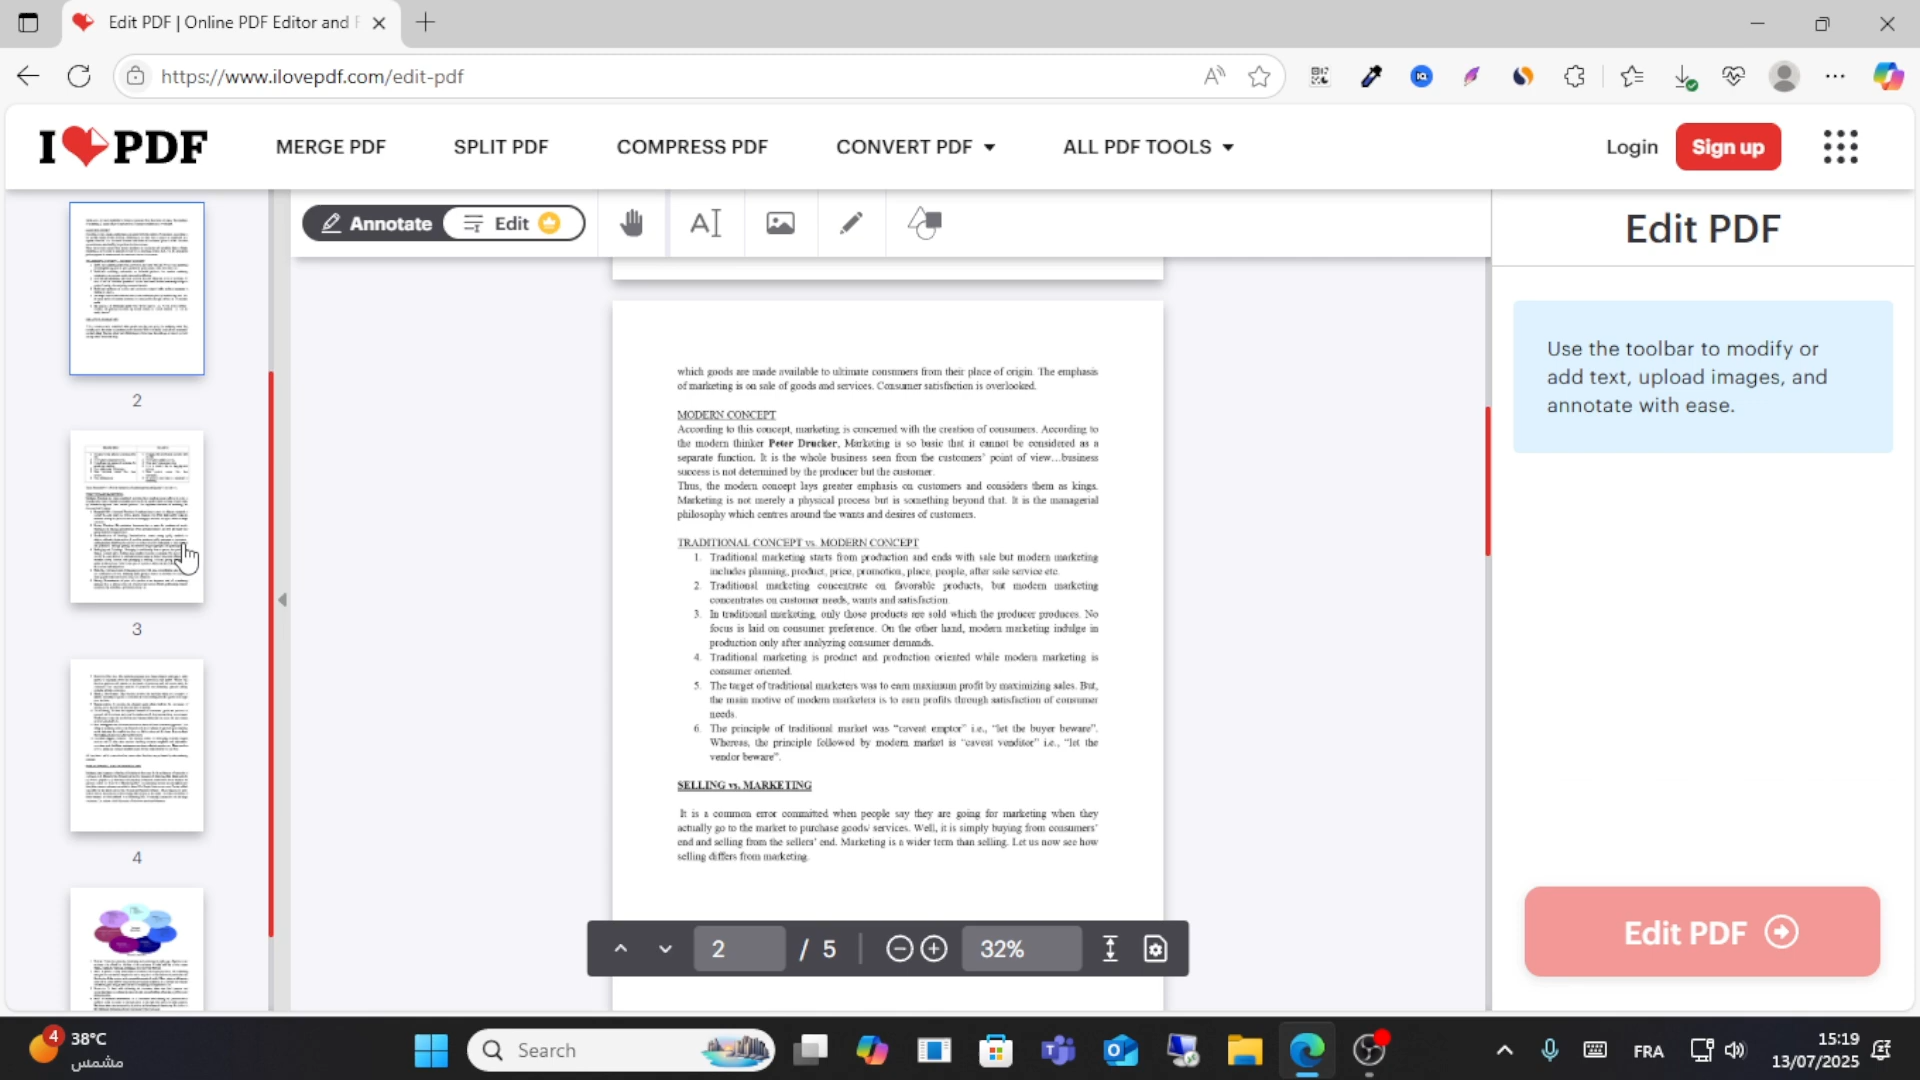 Edit PDF | Online PDF Editor and F
https://www.ilovepdf.com/edit-pdf
I PDF
MERGE PDF
SPLIT PDF
COMPRESS PDF
CONVERT PDF
ALL PDF TOOLS
Login
Sign up
Annotate
Edit
Edit PDF
Use the toolbar to modify or
add text, upload images, and
annotate with ease.
2
3
4
which goods are made available to ultimate consumers from their place of origin. The emphasis
of marketing is on sale of goods and services. Consumer satisfaction is overlooked.
MODERN CONCEPT
According to this concept, marketing is concerned with the creation of consumers. According to
the modern thinker Peter Drucker, Marketing is so basic that it cannot be considered as a
separate function. It is the whole business seen from the customers' point of view…business
success is not determined by the producer but the customer.
Thus, the modern concept lays greater emphasis on customers and considers them as kings.
Marketing is not merely a physical process but is something beyond that. It is the managerial
philosophy which centres around the wants and desires of customers.
TRADITIONAL CONCEPT vs. MODERN CONCEPT
1. Traditional marketing starts from production and ends with sale but modern marketing
includes planning, product, price, promotion, place, people, after sale service etc.
2. Traditional marketing concentrate on favorable products, but modern marketing
concentrates on customer needs, wants and satisfaction.
3. In traditional marketing, only those products are sold which the producer produces. No
focus is laid on consumer preference. On the other hand, modern marketing indulge in
production only after analyzing consumer demands.
4. Traditional marketing is product and production oriented while modern marketing is
consumer oriented.
5. The target of traditional marketers was to earn maximum profit by maximizing sales. But,
the main motive of modern marketers is to earn profits through satisfaction of consumer
needs.
6. The principle of traditional market was "caveat emptor" i.e., "let the buyer beware".
Whereas, the principle followed by modern market is "caveat venditor" i.e., "let the
vendor beware".
SELLING vs. MARKETING
It is a common error committed when people say they are going for marketing when they
actually go to the market to purchase goods/ services. Well, it is simply buying from consumers'
end and selling from the sellers' end. Marketing is a wider term than selling. Let us now see how
selling differs from marketing.
2 / 5
32%
Edit PDF
4
38°C
مشمس
Search
FRA
15:19
13/07/2025